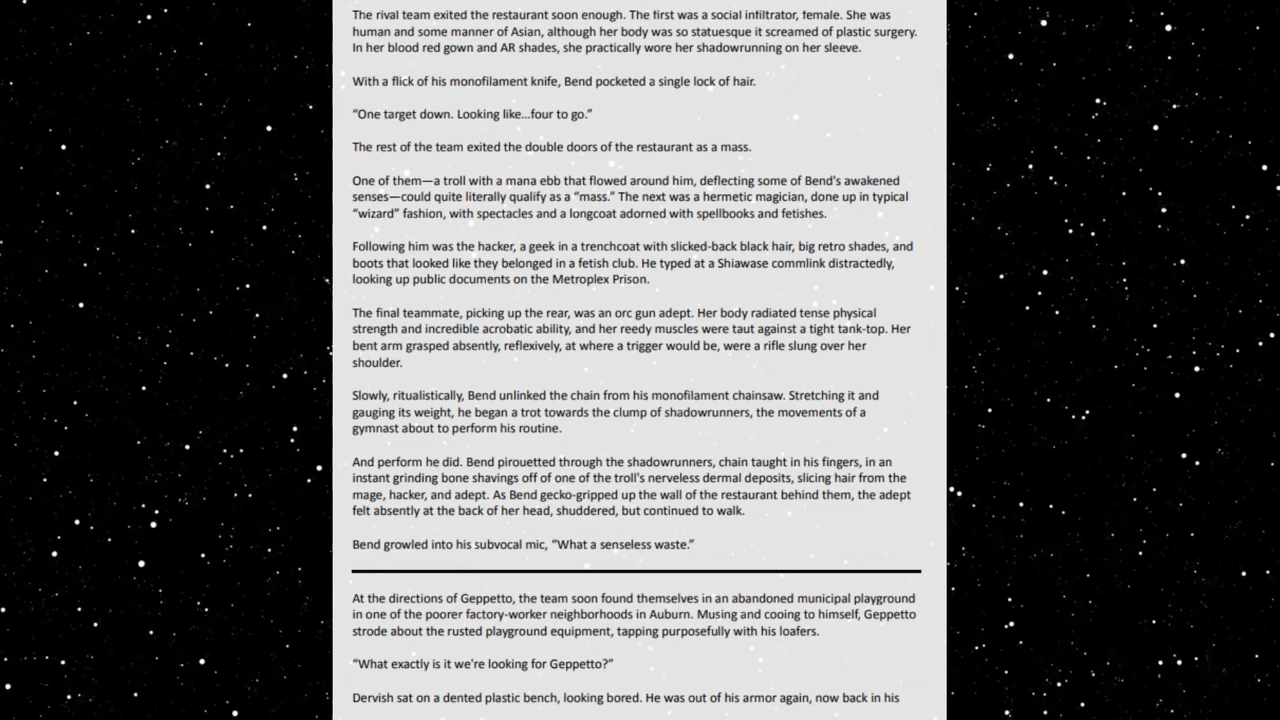 The rival team exited the restaurant soon enough. The first was a social infiltrator, female. She was
human and some manner of Asian, although her body was so statuesque it screamed of plastic surgery.
In her blood red gown and AR shades, she practically wore her shadowrunning on her sleeve.
With a flick of his monofilament knife, Bend pocketed a single lock of hair.
“One target down. Looking like…four to go.”
The rest of the team exited the double doors of the restaurant as a mass.
One of them—a troll with a mana ebb that flowed around him, deflecting some of Bend's awakened
senses—could quite literally qualify as a “mass.” The next was a hermetic magician, done up in typical
“wizard” fashion, with spectacles and a longcoat adorned with spellbooks and fetishes.
Following him was the hacker, a geek in a trenchcoat with slicked-back black hair, big retro shades, and
boots that looked like they belonged in a fetish club. He typed at a Shiawase commlink distractedly,
looking up public documents on the Metroplex Prison.
The final teammate, picking up the rear, was an orc gun adept. Her body radiated tense physical
strength and incredible acrobatic ability, and her reedy muscles were taut against a tight tank-top. Her
bent arm grasped absently, reflexively, at where a trigger would be, were a rifle slung over her
shoulder.
Slowly, ritualistically, Bend unlinked the chain from his monofilament chainsaw. Stretching it and
gauging its weight, he began a trot towards the clump of shadowrunners, the movements of a
gymnast about to perform his routine.
And perform he did. Bend pirouetted through the shadowrunners, chain taught in his fingers, in an
instant grinding bone shavings off of one of the troll's nerveless dermal deposits, slicing hair from the
mage, hacker, and adept. As Bend gecko-gripped up the wall of the restaurant behind them, the adept
felt absently at the back of her head, shuddered, but continued to walk.
Bend growled into his subvocal mic, “What a senseless waste.”
At the directions of Geppetto, the team soon found themselves in an abandoned municipal playground
in one of the poorer factory-worker neighborhoods in Auburn. Musing and cooing to himself, Geppetto
strode about the rusted playground equipment, tapping purposefully with his loafers.
“What exactly is it we're looking for Geppetto?”
Dervish sat on a dented plastic bench, looking bored. He was out of his armor again, now back in his